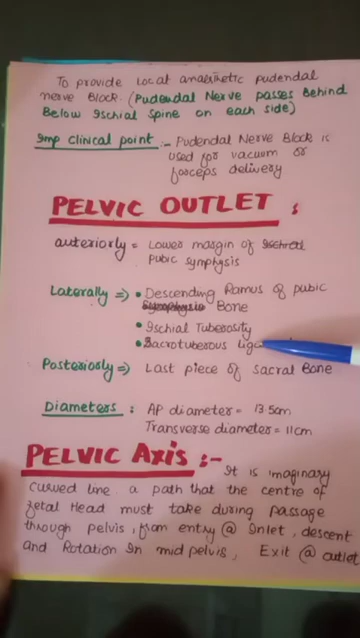 To provide local anaesthetic pudendal
nerve Block. (Pudendal Nerve passes Behind
Below Ischial Spine on each side)
Imp clinical point :- Pudendal Nerve Block is
used for vacuum or
forceps delivery
PELVIC OUTLET :
anteriorly = Lower margin of
pubic symphysis
Laterally => • Descending Ramus of pubic
Bone
• Ischial Tuberosity
• Sacrotuberous
Posteriorly => Last piece of Sacral Bone
Diameters : AP diameter = 13.5cm
Transverse diameter = 11cm
PELVIC AXIS :-
It is imaginary
curved line a path that the centre of
fetal Head must take during passage
through pelvis, from entry @ Inlet, descent
and Rotation In mid pelvis, Exit @ outlet